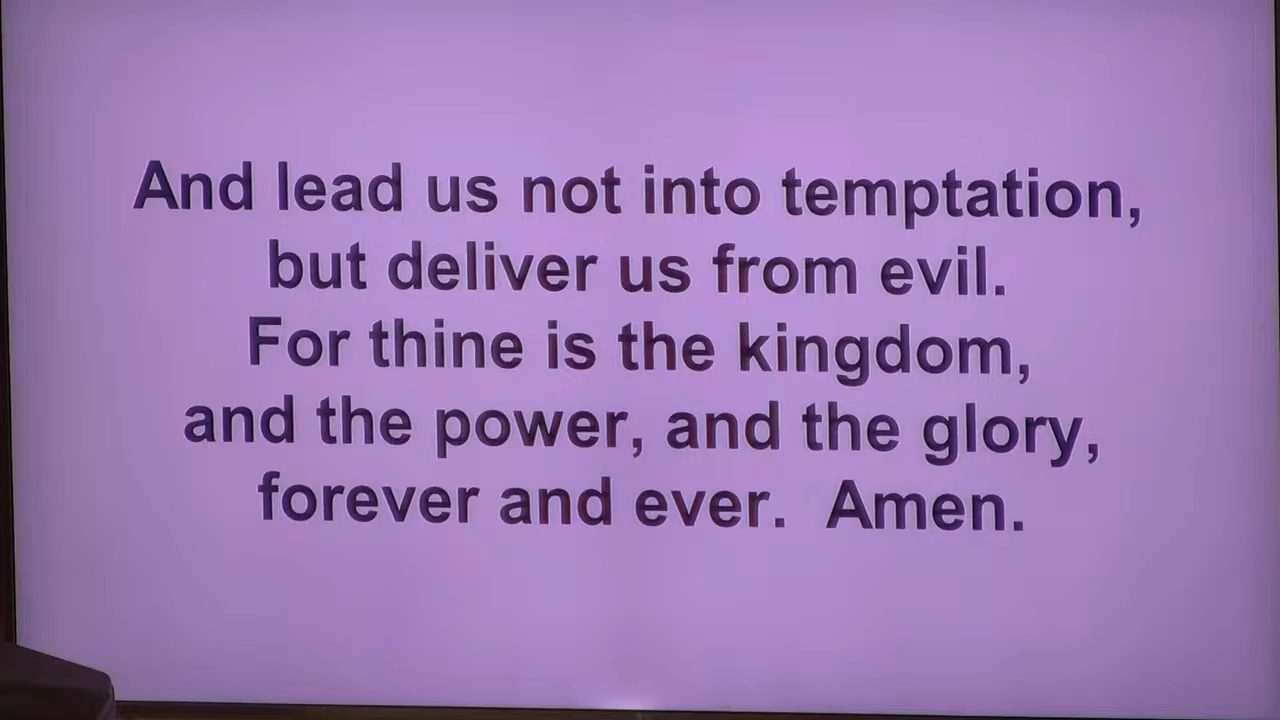 And lead us not into temptation,
but deliver us from evil.
For thine is the kingdom,
and the power, and the glory,
forever and ever.  Amen.